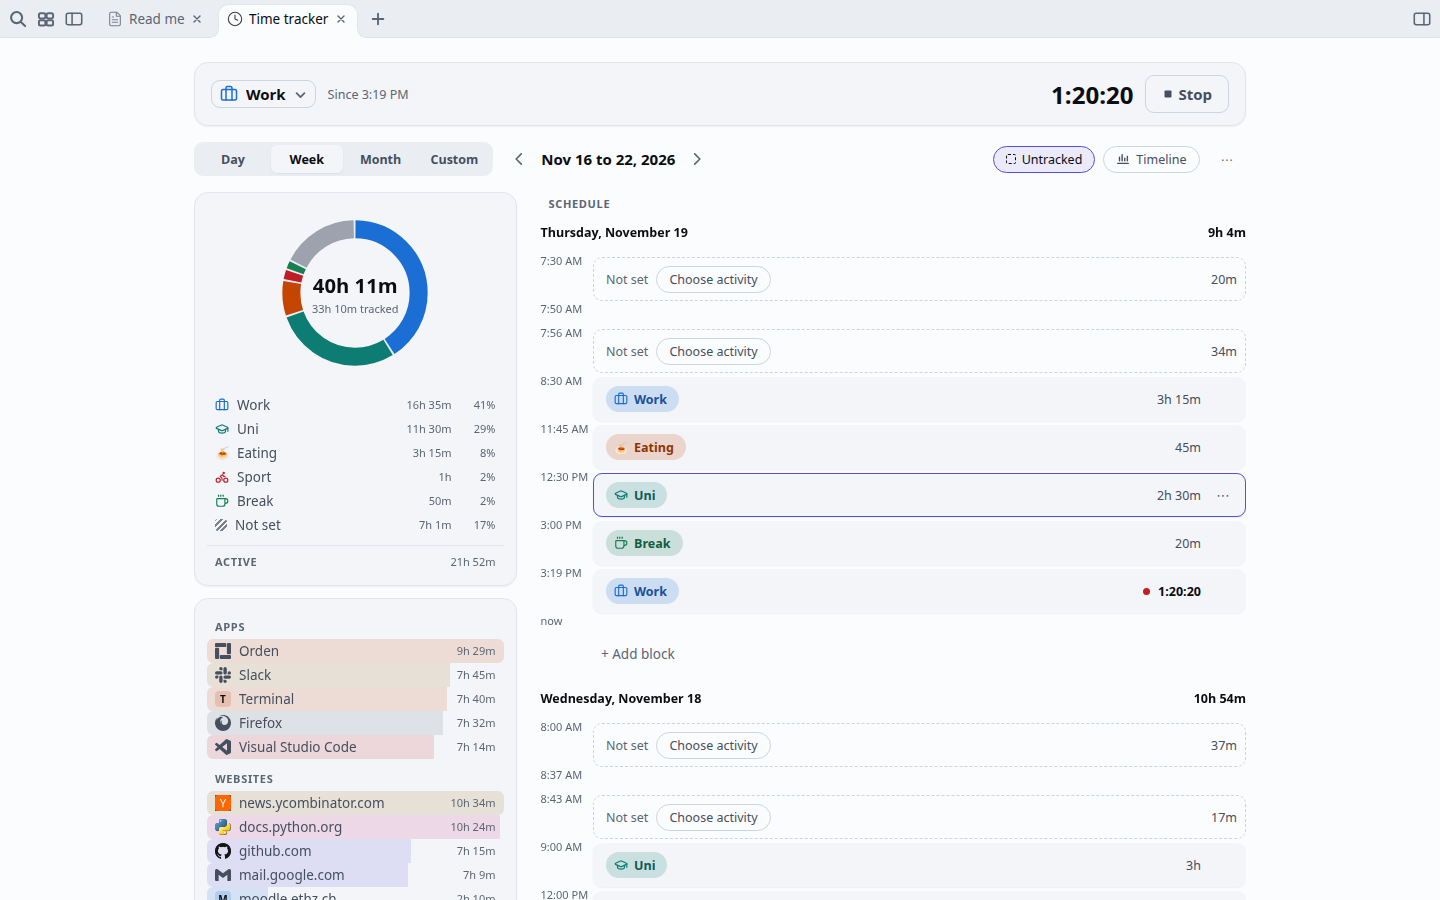 Read me
Time tracker
Work
Since 3:19 PM
1:20:20
Stop
Day
Week
Month
Custom
Nov 16 to 22, 2026
Untracked
Timeline
40h 11m
33h 10m tracked
Work 16h 35m 41%
Uni 11h 30m 29%
Eating 3h 15m 8%
Sport 1h 2%
Break 50m 2%
Not set 7h 1m 17%
ACTIVE 21h 52m
APPS
Orden 9h 29m
Slack 7h 45m
T Terminal 7h 40m
Firefox 7h 32m
Visual Studio Code 7h 14m
WEBSITES
Y news.ycombinator.com 10h 34m
docs.python.org 10h 24m
github.com 7h 15m
mail.google.com 7h 9m
M moodle.ethz.ch 2h 10m
SCHEDULE
Thursday, November 19 9h 4m
7:30 AM
Not set Choose activity 20m
7:50 AM
7:56 AM
Not set Choose activity 34m
8:30 AM
Work 3h 15m
11:45 AM
Eating 45m
12:30 PM
Uni 2h 30m ···
3:00 PM
Break 20m
3:19 PM
Work 1:20:20
now
+ Add block
Wednesday, November 18 10h 54m
8:00 AM
Not set Choose activity 37m
8:37 AM
8:43 AM
Not set Choose activity 17m
9:00 AM
Uni 3h
12:00 PM